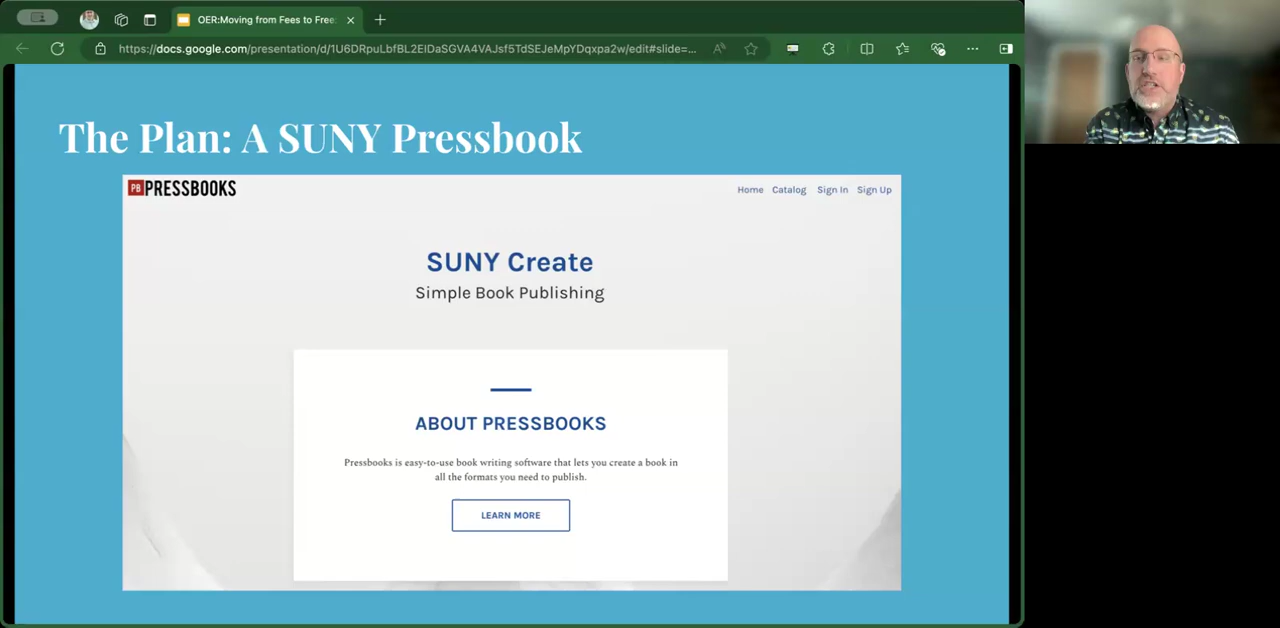 OER:Moving from Fees to Free:
https://docs.google.com/presentation/d/1U6DRpuLbfBL2ElDaSGVA4VAJsf5TdSEJeMpYDqxpa2w/edit#slide=...
The Plan: A SUNY Pressbook
PB PRESSBOOKS
Home Catalog Sign In Sign Up
SUNY Create
Simple Book Publishing
ABOUT PRESSBOOKS
Pressbooks is easy-to-use book writing software that lets you create a book in
all the formats you need to publish.
LEARN MORE